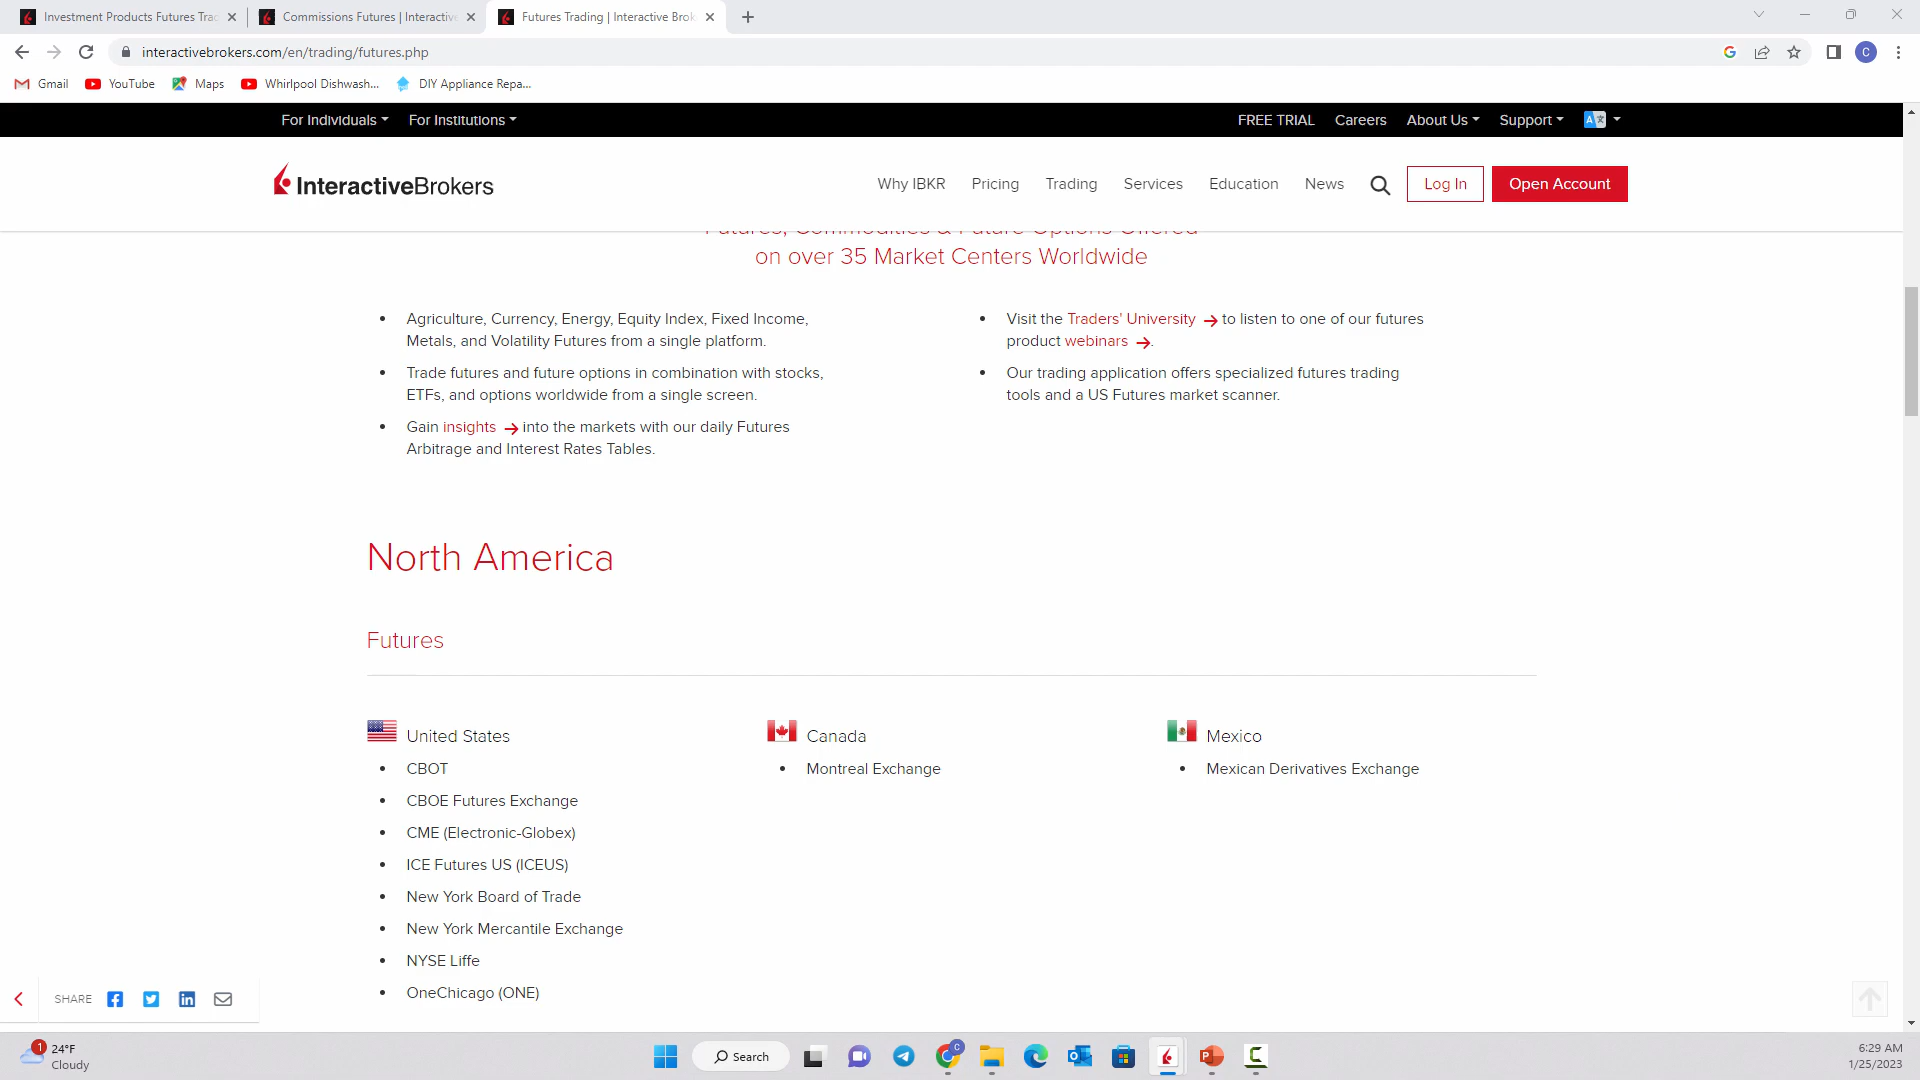 Investment Products Futures Trac
Commissions Futures | Interactive
Futures Trading | Interactive Brok
interactivebrokers.com/en/trading/futures.php
C
Gmail
YouTube
Maps
Whirlpool Dishwash...
DIY Appliance Repa...
For Individuals
For Institutions
FREE TRIAL
Careers
About Us
Support
InteractiveBrokers
Why IBKR
Pricing
Trading
Services
Education
News
Log In
Open Account
Futures, Commodities & Future Options Offered
on over 35 Market Centers Worldwide
Agriculture, Currency, Energy, Equity Index, Fixed Income,
Metals, and Volatility Futures from a single platform.
Trade futures and future options in combination with stocks,
ETFs, and options worldwide from a single screen.
Gain insights → into the markets with our daily Futures
Arbitrage and Interest Rates Tables.
Visit the Traders' University → to listen to one of our futures
product webinars →.
Our trading application offers specialized futures trading
tools and a US Futures market scanner.
North America
Futures
United States
CBOT
CBOE Futures Exchange
CME (Electronic-Globex)
ICE Futures US (ICEUS)
New York Board of Trade
New York Mercantile Exchange
NYSE Liffe
OneChicago (ONE)
Canada
Montreal Exchange
Mexico
Mexican Derivatives Exchange
SHARE
1
24°F
Cloudy
Search
6:29 AM
1/25/2023